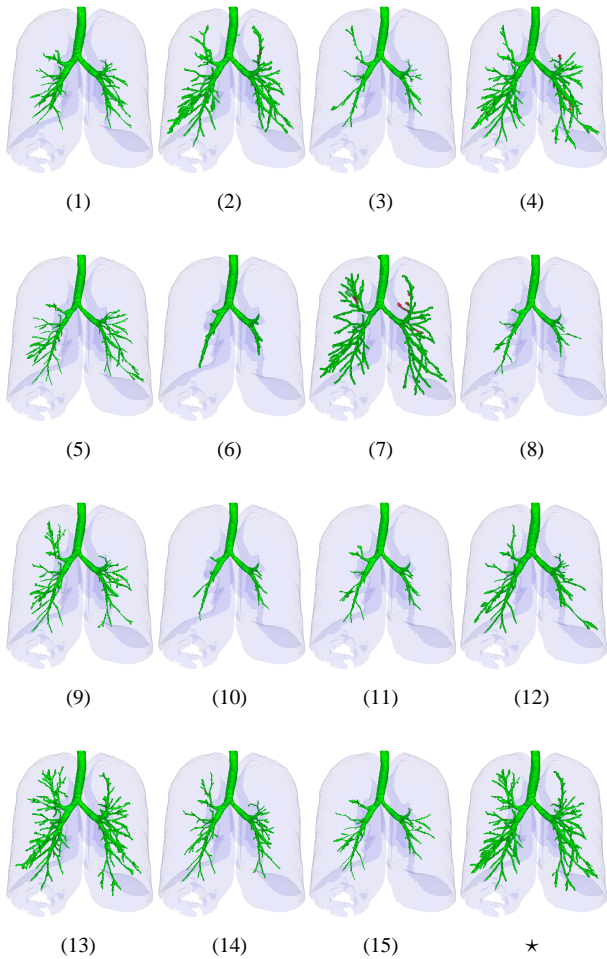 (1) (2) (3) (4)
(5) (6) (7) (8)
(9) (10) (11) (12)
(13) (14) (15) ⋆